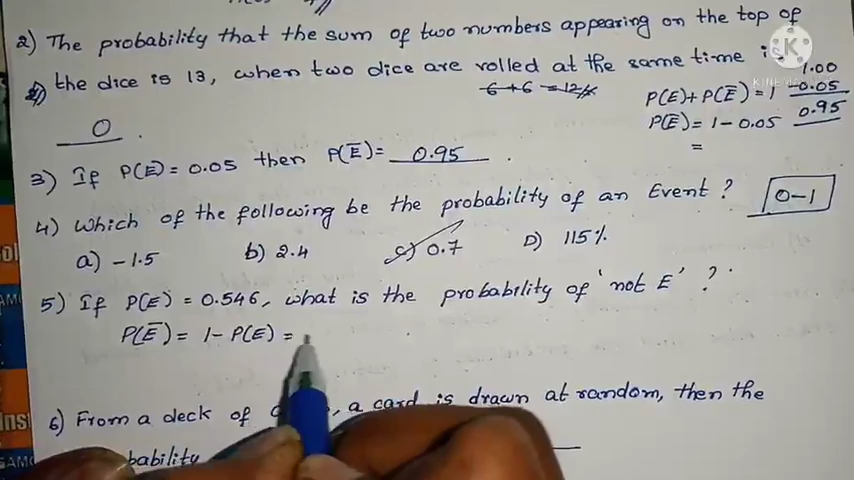 2) The probability that the sum of two numbers appearing on the top of
the dice is 13, when two dice are rolled at the same time is
6+6 =12
0 .
P(E)+P(E̅)=1
P(E̅)=1-0.05
=
1.00
-0.05
0.95
3) If P(E)=0.05 then P(E̅)= 0.95 .
4) Which of the following be the probability of an Event ? 0-1
a) -1.5 b) 2.4 c) 0.7 D) 115%
5) If P(E) = 0.546, what is the probability of 'not E' ?
P(E̅)= 1-P(E) =
6) From a deck of a card is drawn at random, then the